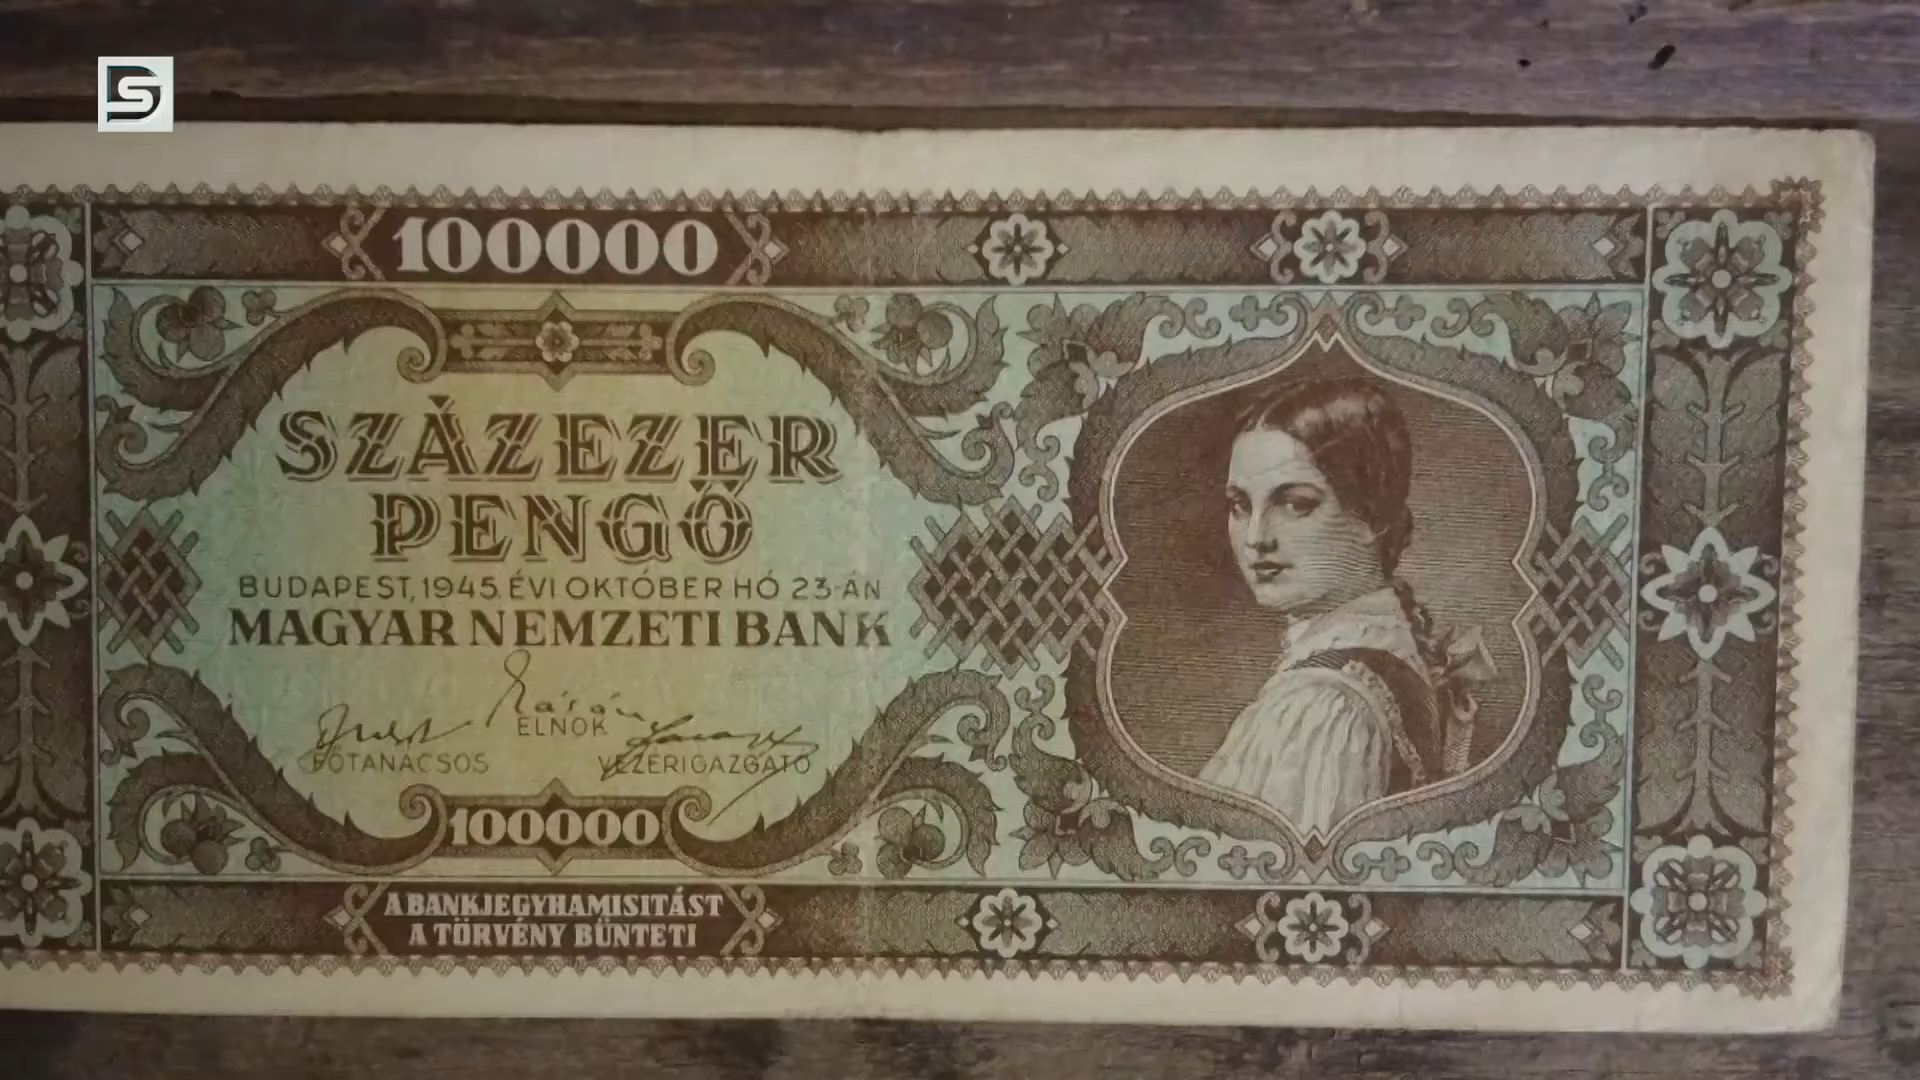 100000
SZÁZEZER
PENGŐ
BUDAPEST, 1945. ÉVI OKTÓBER HÓ 23-ÁN
MAGYAR NEMZETI BANK
ELNÖK
FŐTANÁCSOS
VEZÉRIGAZGATÓ
100000
A BANKJEGYHAMISITÁST
A TÖRVÉNY BÜNTETI